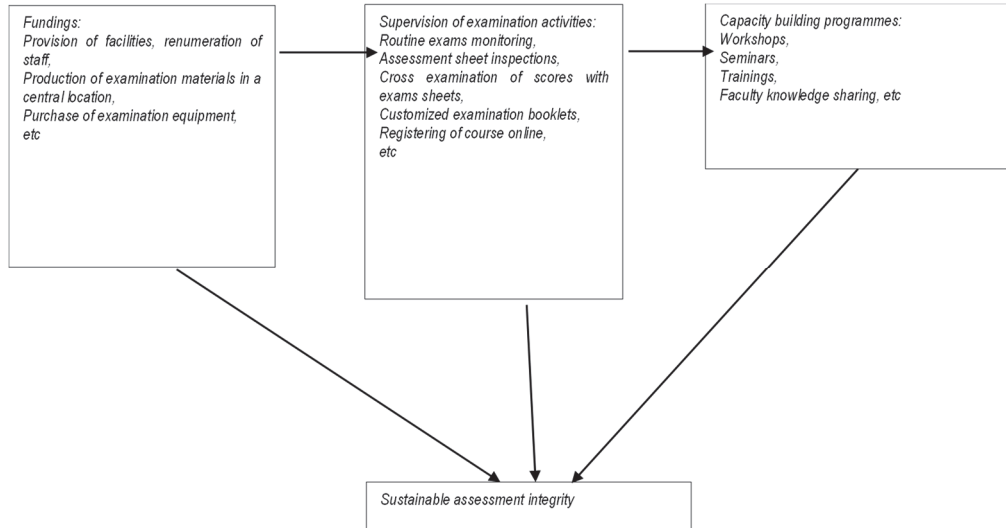 Fundings:
Provision of facilities, renumeration of
staff,
Production of examination materials in a
central location,
Purchase of examination equipment,
etc
Supervision of examination activities:
Routine exams monitoring,
Assessment sheet inspections,
Cross examination of scores with
exams sheets,
Customized examination booklets,
Registering of course online,
etc
Capacity building programmes:
Workshops,
Seminars,
Trainings,
Faculty knowledge sharing, etc
Sustainable assessment integrity